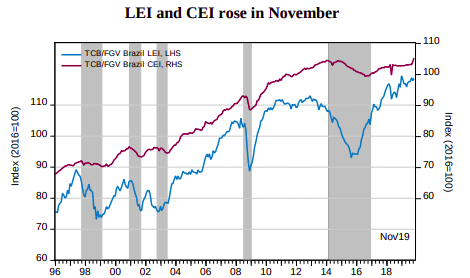 LEI and CEI rose in November
TCB/FGV Brazil LEI, LHS
TCB/FGV Brazil CEI, RHS
Index (2016=100)
110
100
90
80
70
60
110
100
90
80
70
60
Index (2016=100)
Nov19
96 98 00 02 04 06 08 10 12 14 16 18